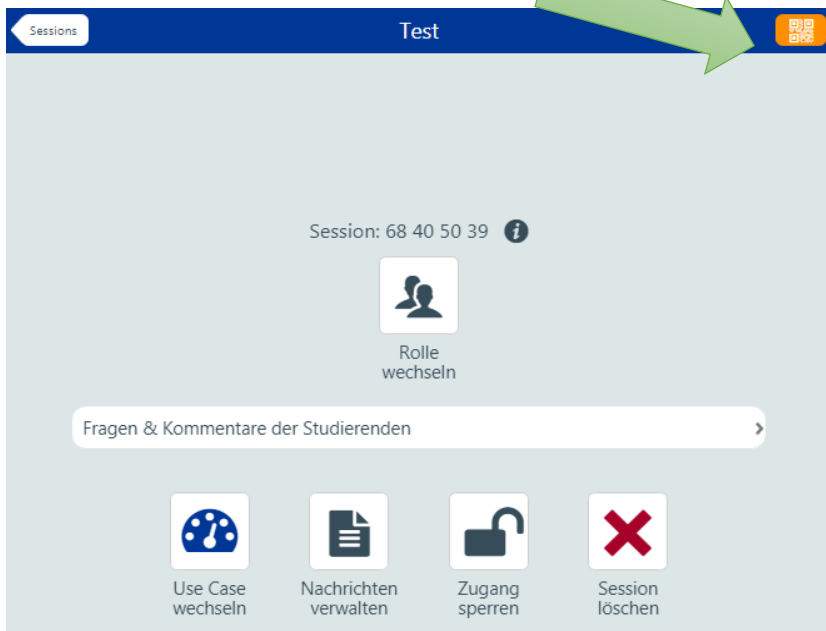 Sessions
Test
Session: 68 40 50 39
Rolle
wechseln
Fragen & Kommentare der Studierenden
Use Case
wechseln
Nachrichten
verwalten
Zugang
sperren
Session
löschen